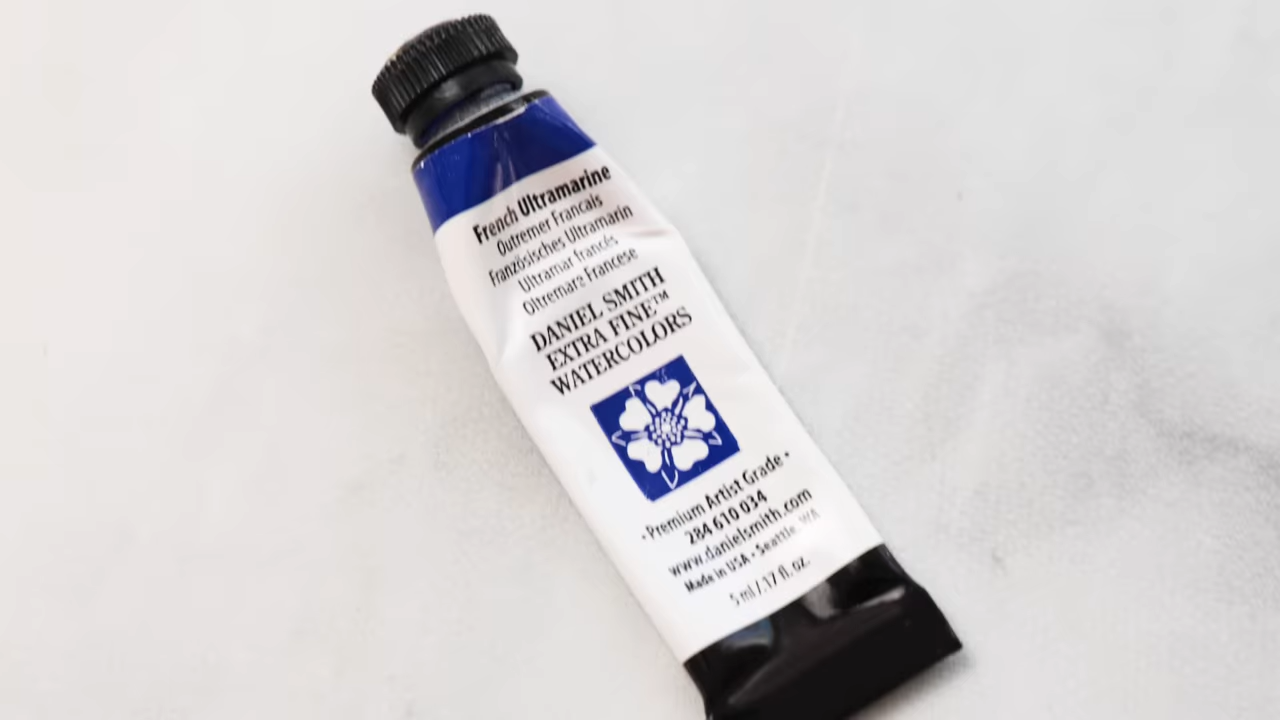 French Ultramarine
Outremer Francais
Französisches Ultramarin
Ultramar francés
Oltremare Francese
DANIEL SMITH
EXTRA FINE™
WATERCOLORS
• Premium Artist Grade •
284 610 034
www.danielsmith.com
Made in USA • Seattle, WA
5 ml/.17 fl. oz.